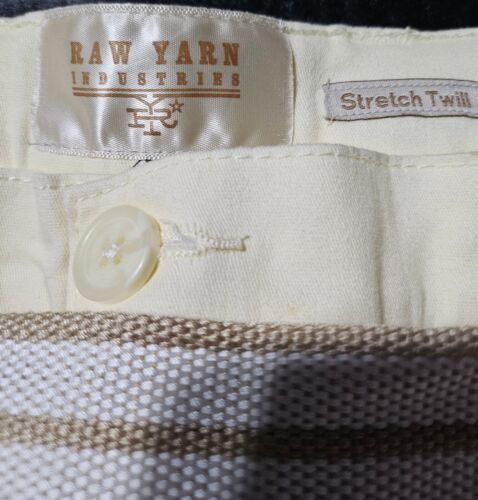 RAW YARN
INDUSTRIES
Stretch Twill